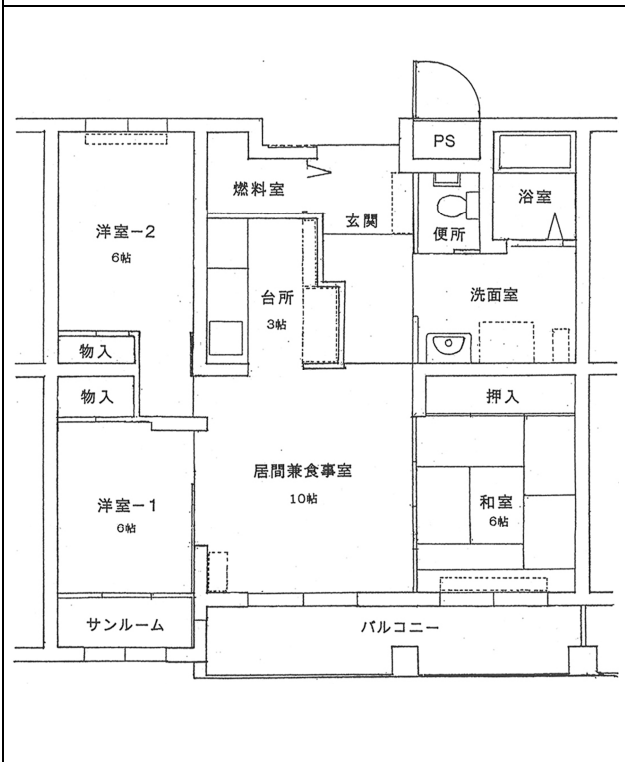 PS
燃料室
浴室
玄関
便所
洋室-2
6帖
台所
3帖
洗面室
物入
物入
押入
居間兼食事室
10帖
洋室-1
6帖
和室
6帖
サンルーム
バルコニー